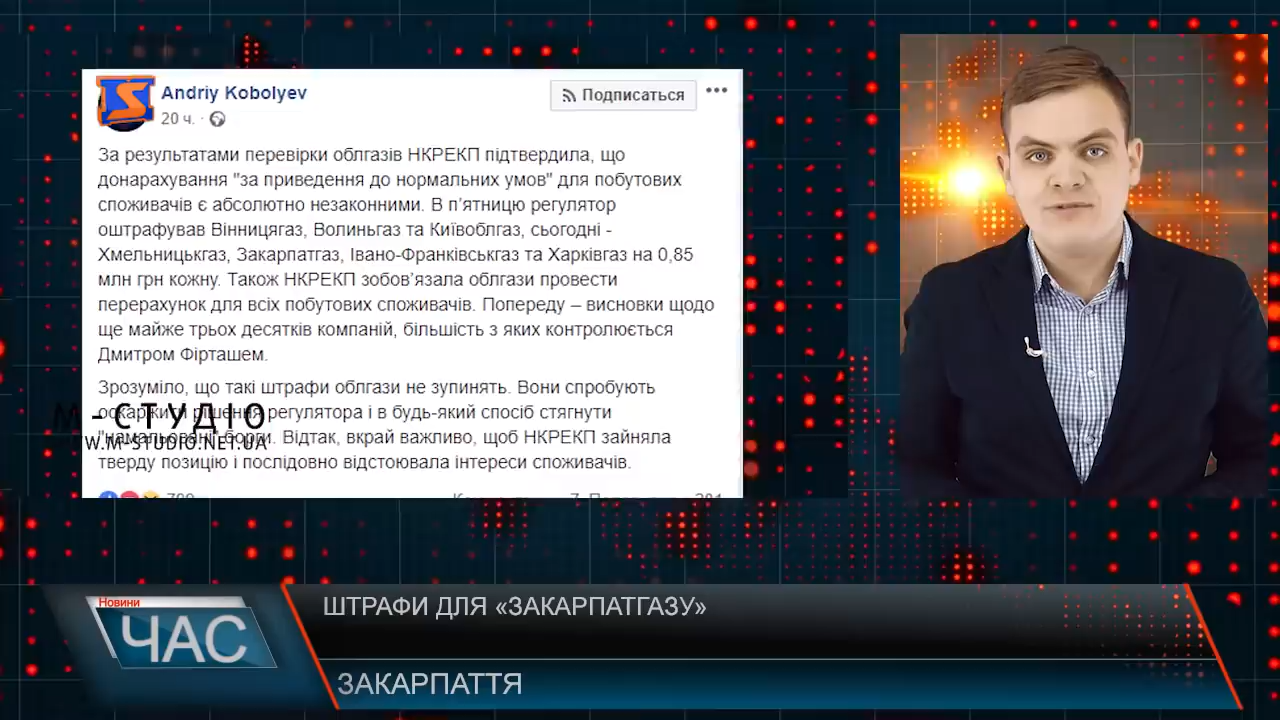 Andriy Kobolyev
20 ч.
Подписаться
За результатами перевірки облгазів НКРЕКП підтвердила, що
донарахування "за приведення до нормальних умов" для побутових
споживачів є абсолютно незаконними. В п'ятницю регулятор
оштрафував Вінницягаз, Волиньгаз та Київоблгаз, сьогодні -
Хмельницькгаз, Закарпатгаз, Івано-Франківськгаз та Харківгаз на 0,85
млн грн кожну. Також НКРЕКП зобов'язала облгази провести
перерахунок для всіх побутових споживачів. Попереду – висновки щодо
ще майже трьох десятків компаній, більшість з яких контролюється
Дмитром Фірташем.
Зрозуміло, що такі штрафи облгази не зупинять. Вони спробують
оскаржити рішення регулятора і в будь-який спосіб стягнути
"намальовані" борги. Відтак, вкрай важливо, щоб НКРЕКП зайняла
тверду позицію і послідовно відстоювала інтереси споживачів.
М-СТУДІО
W.M-STUDIO.NET.UA
Новини
ЧАС
ШТРАФИ ДЛЯ «ЗАКАРПАТГАЗУ»
ЗАКАРПАТТЯ